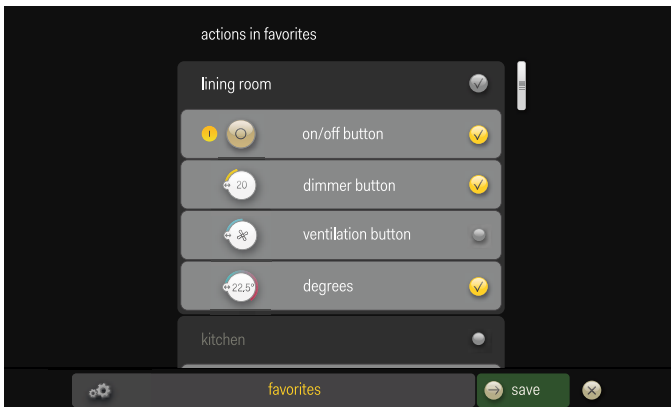 actions in favorites
lining room
on/off button
20 dimmer button
ventilation button
22,5° degrees
kitchen
favorites save